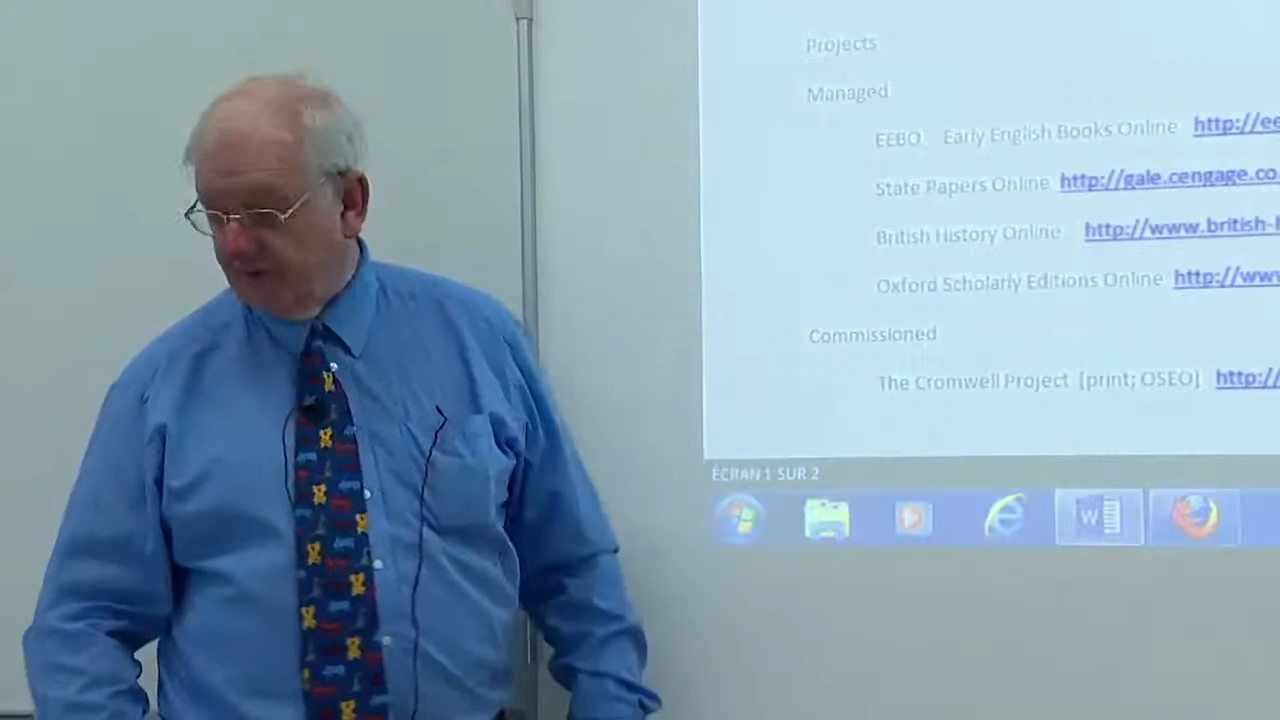 Projects
Managed
EEBO Early English Books Online http://ee
State Papers Online http://gale.cengage.co
British History Online http://www.british-
Oxford Scholarly Editions Online http://ww
Commissioned
The Cromwell Project [print; OSEO] http://
ÉCRAN 1 SUR 2
W